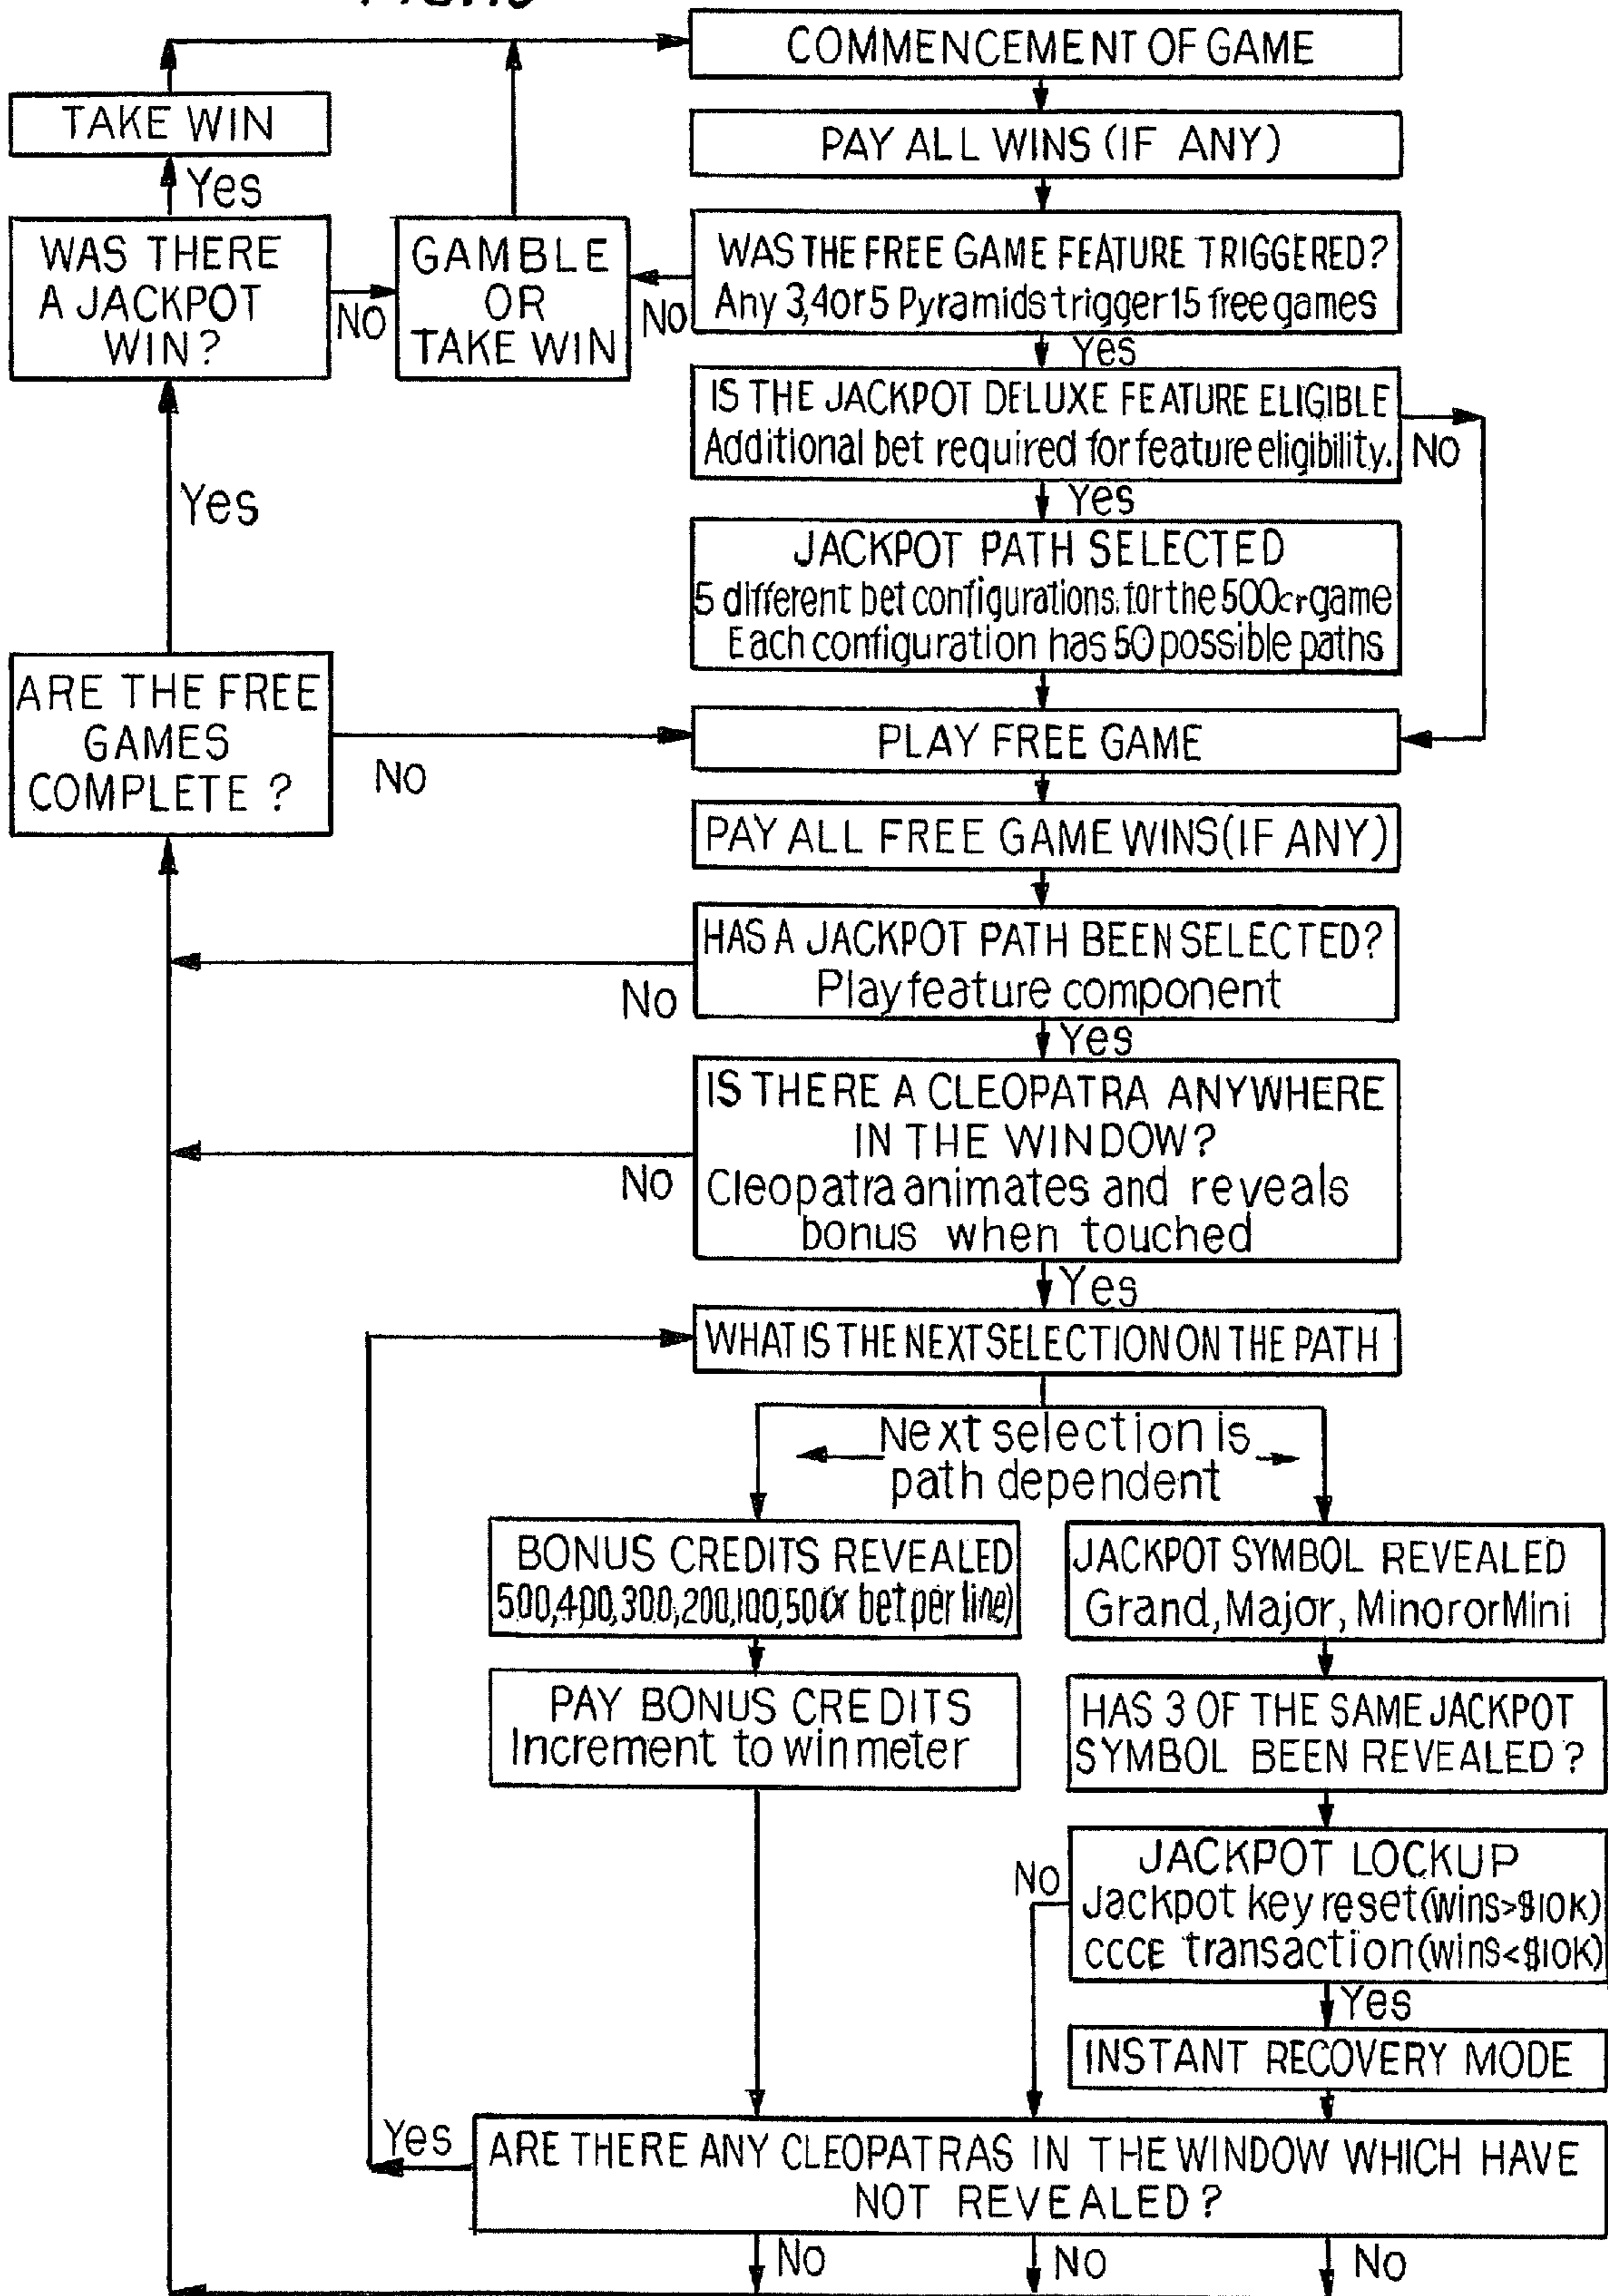 COMMENCEMENT OF GAME
TAKE WIN
PAY ALL WINS (IF ANY)
Yes
WAS THERE
A JACKPOT
WIN?
NO
GAMBLE
OR
TAKE WIN
NO
WAS THE FREE GAME FEATURE TRIGGERED?
Any 3,4 or 5 Pyramids trigger 15 free games
Yes
IS THE JACKPOT DELUXE FEATURE ELIGIBLE
Additional bet required for feature eligibility.
NO
Yes
Yes
JACKPOT PATH SELECTED
5 different bet configurations for the 500cr game
Each configuration has 50 possible paths
ARE THE FREE
GAMES
COMPLETE ?
No
PLAY FREE GAME
PAY ALL FREE GAME WINS (IF ANY)
HAS A JACKPOT PATH BEEN SELECTED?
Play feature component
No
Yes
IS THERE A CLEOPATRA ANYWHERE
IN THE WINDOW?
Cleopatra animates and reveals
bonus when touched
No
Yes
WHAT IS THE NEXT SELECTION ON THE PATH
Next selection is
path dependent
BONUS CREDITS REVEALED
500,400,300,200,100,50 (x bet per line)
JACKPOT SYMBOL REVEALED
Grand, Major, Minor or Mini
PAY BONUS CREDITS
Increment to win meter
HAS 3 OF THE SAME JACKPOT
SYMBOL BEEN REVEALED ?
No
JACKPOT LOCKUP
Jackpot key reset (wins>$10K)
CCCE transaction (wins<$10K)
Yes
INSTANT RECOVERY MODE
Yes
ARE THERE ANY CLEOPATRAS IN THE WINDOW WHICH HAVE
NOT REVEALED ?
No
No
No